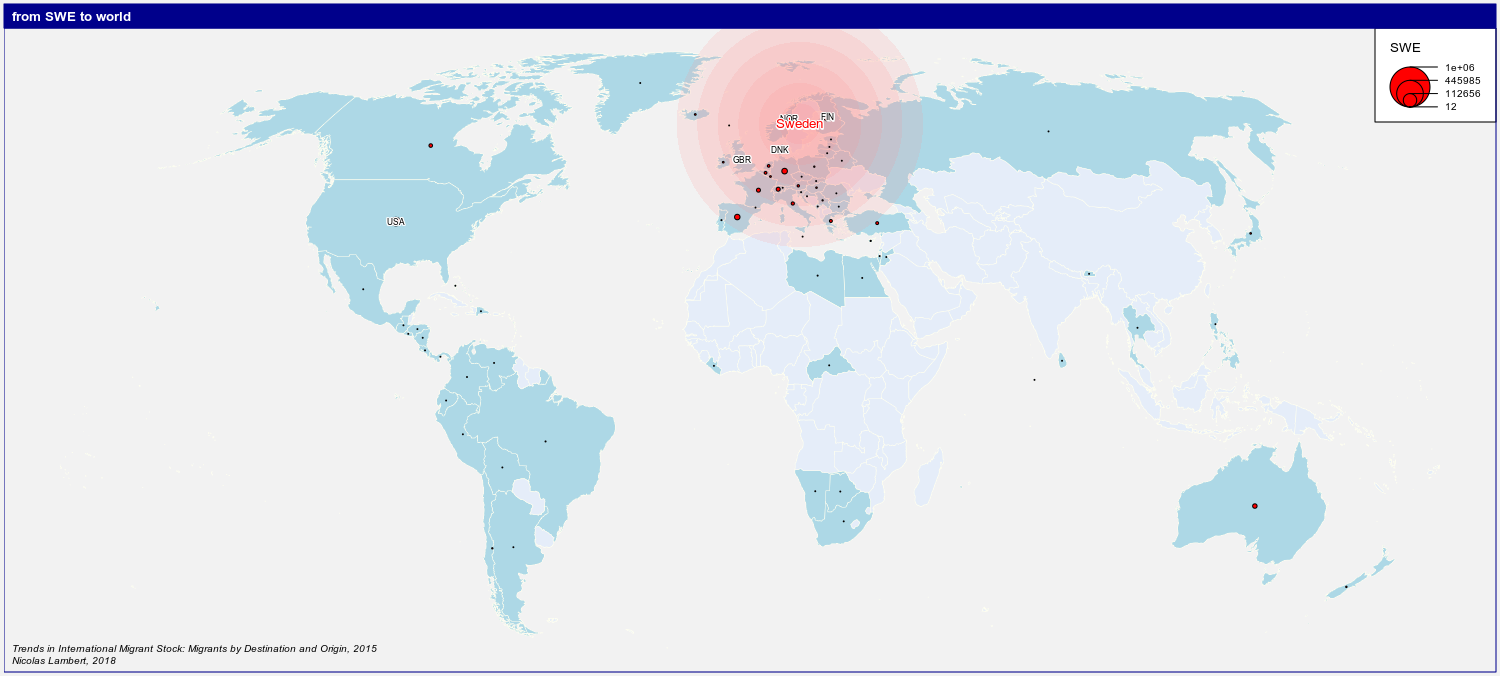 from SWE to world
SWE
1e+06
445985
112656
12
NOR
FIN
Sweden
DNK
GBR
USA
Trends in International Migrant Stock: Migrants by Destination and Origin, 2015
Nicolas Lambert, 2018